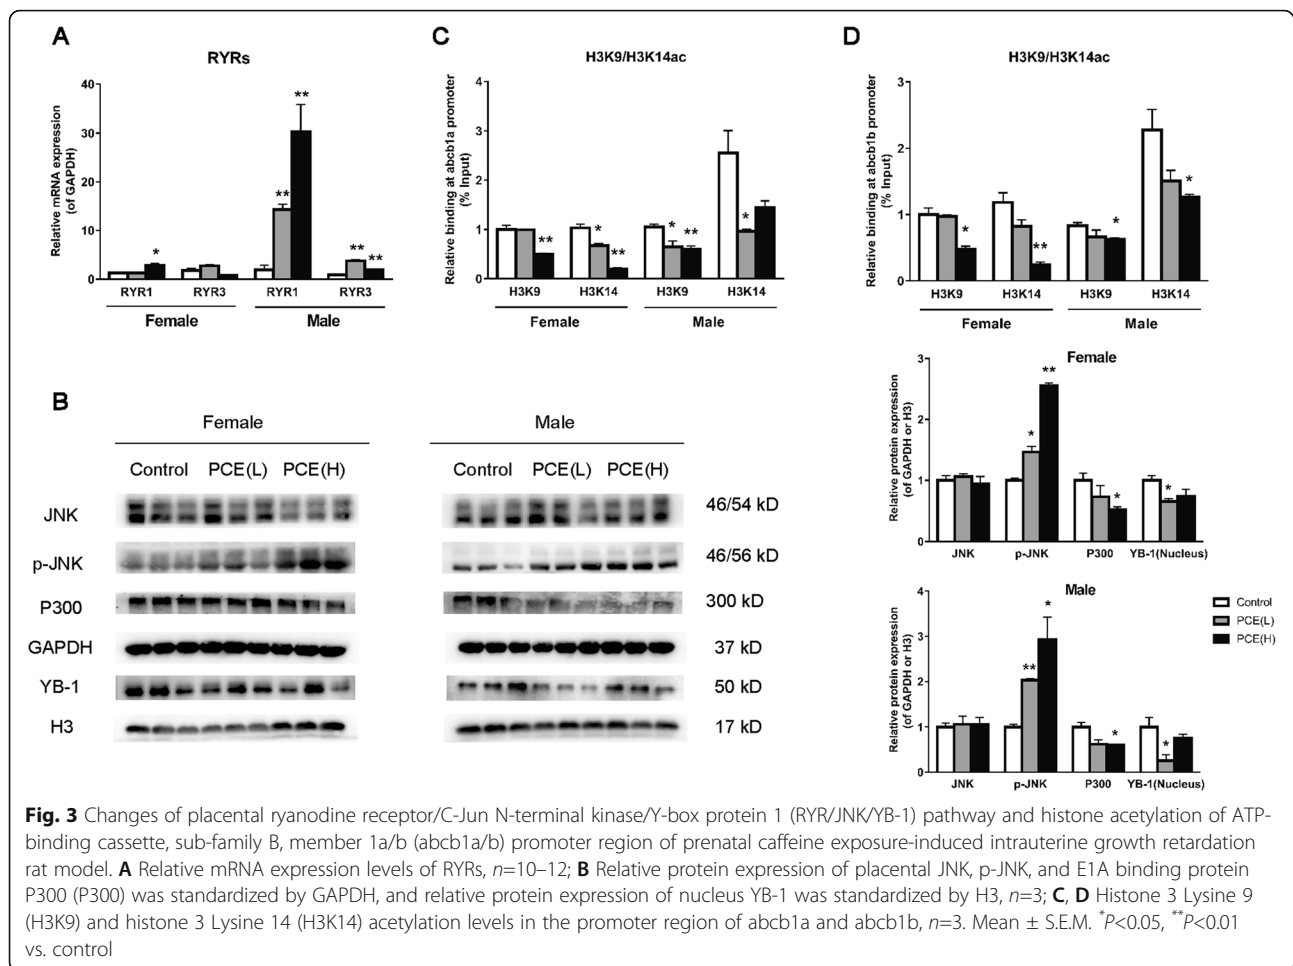 A
RYRs
Relative mRNA expression
(of GAPDH)
40
30
20
10
0
** ** ** ** *
RYR1 RYR3 RYR1 RYR3
Female Male
C
H3K9/H3K14ac
Relative binding at abcb1a promoter
(% Input)
4
3
2
1
0
** * ** * ** *
H3K9 H3K14 H3K9 H3K14
Female Male
D
H3K9/H3K14ac
Relative binding at abcb1b promoter
(% Input)
3
2
1
0
* ** * *
H3K9 H3K14 H3K9 H3K14
Female Male
B
Female Male
Control PCE(L) PCE(H) Control PCE(L) PCE(H)
JNK 46/54 kD
p-JNK 46/56 kD
P300 300 kD
GAPDH 37 kD
YB-1 50 kD
H3 17 kD
Female
Relative protein expression
(of GAPDH or H3)
3
2
1
0
* ** * *
JNK p-JNK P300 YB-1(Nucleus)
Male
Relative protein expression
(of GAPDH or H3)
4
3
2
1
0
** * * *
JNK p-JNK P300 YB-1(Nucleus)
Control
PCE(L)
PCE(H)
Fig. 3 Changes of placental ryanodine receptor/C-Jun N-terminal kinase/Y-box protein 1 (RYR/JNK/YB-1) pathway and histone acetylation of ATP-
binding cassette, sub-family B, member 1a/b (abcb1a/b) promoter region of prenatal caffeine exposure-induced intrauterine growth retardation
rat model. A Relative mRNA expression levels of RYRs, n=10–12; B Relative protein expression of placental JNK, p-JNK, and E1A binding protein
P300 (P300) was standardized by GAPDH, and relative protein expression of nucleus YB-1 was standardized by H3, n=3; C, D Histone 3 Lysine 9
(H3K9) and histone 3 Lysine 14 (H3K14) acetylation levels in the promoter region of abcb1a and abcb1b, n=3. Mean ± S.E.M. *P<0.05, **P<0.01
vs. control